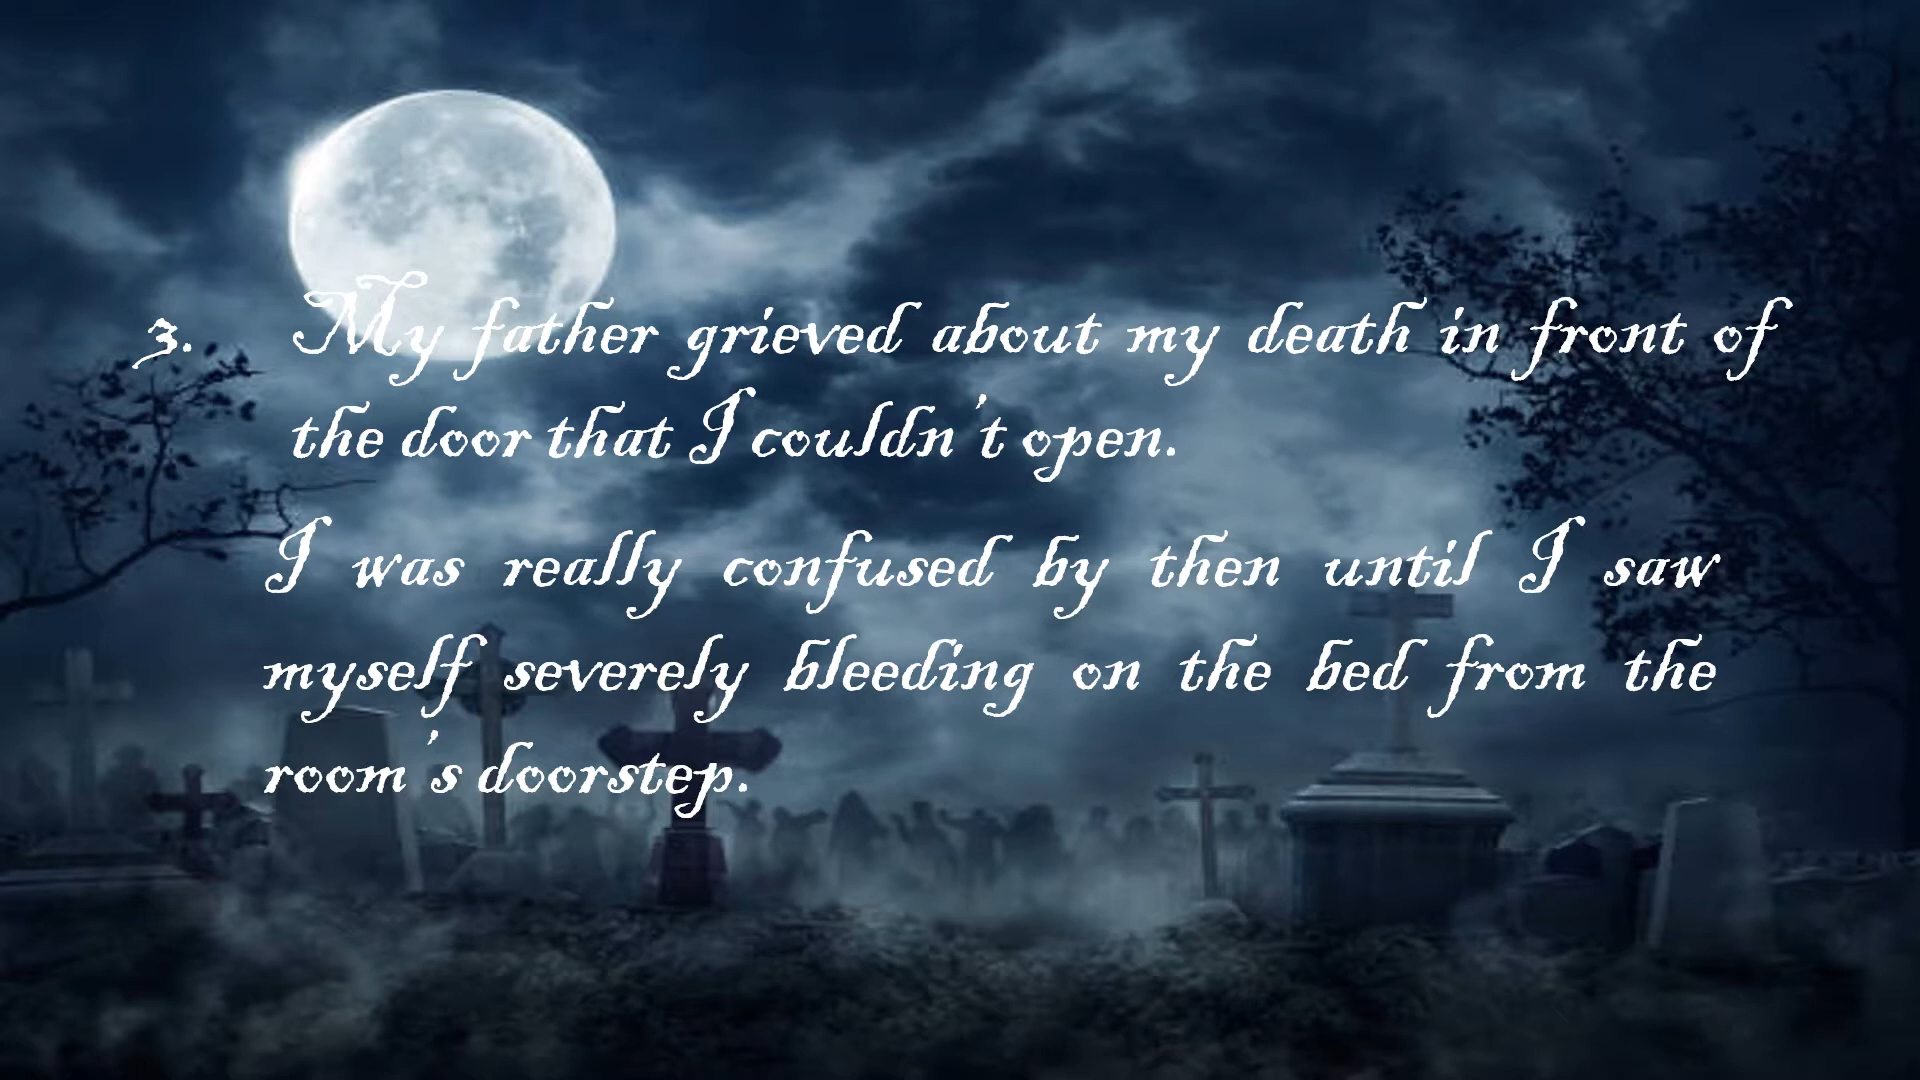 3. My father grieved about my death in front of
the door that I couldn't open.
I was really confused by then until I saw
myself severely bleeding on the bed from the
room's doorstep.